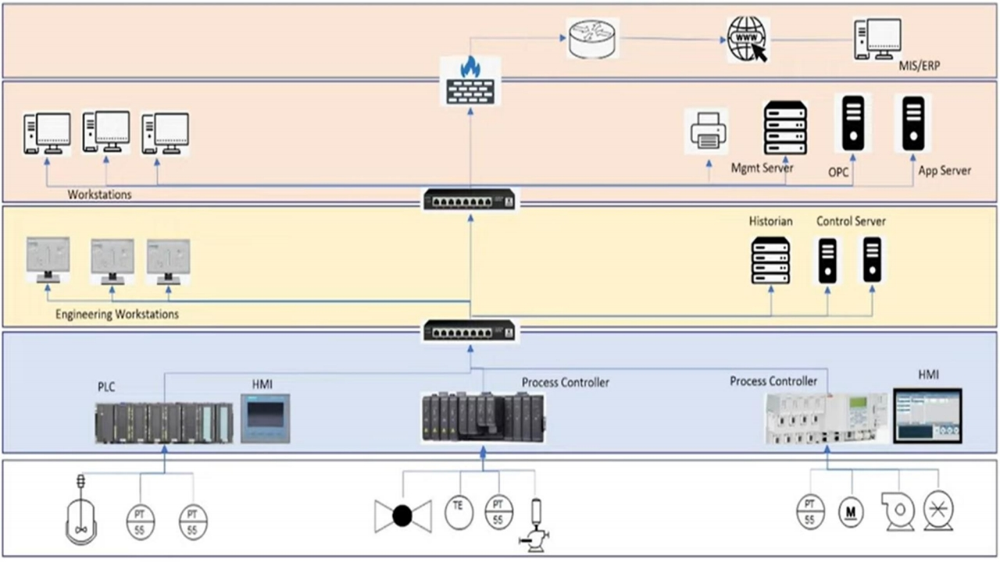 WWW
MIS/ERP
Mgmt Server
OPC
App Server
Workstations
Historian
Control Server
Engineering Workstations
PLC
HMI
Process Controller
Process Controller
HMI
PT
55
PT
55
TE
PT
55
PT
55
M